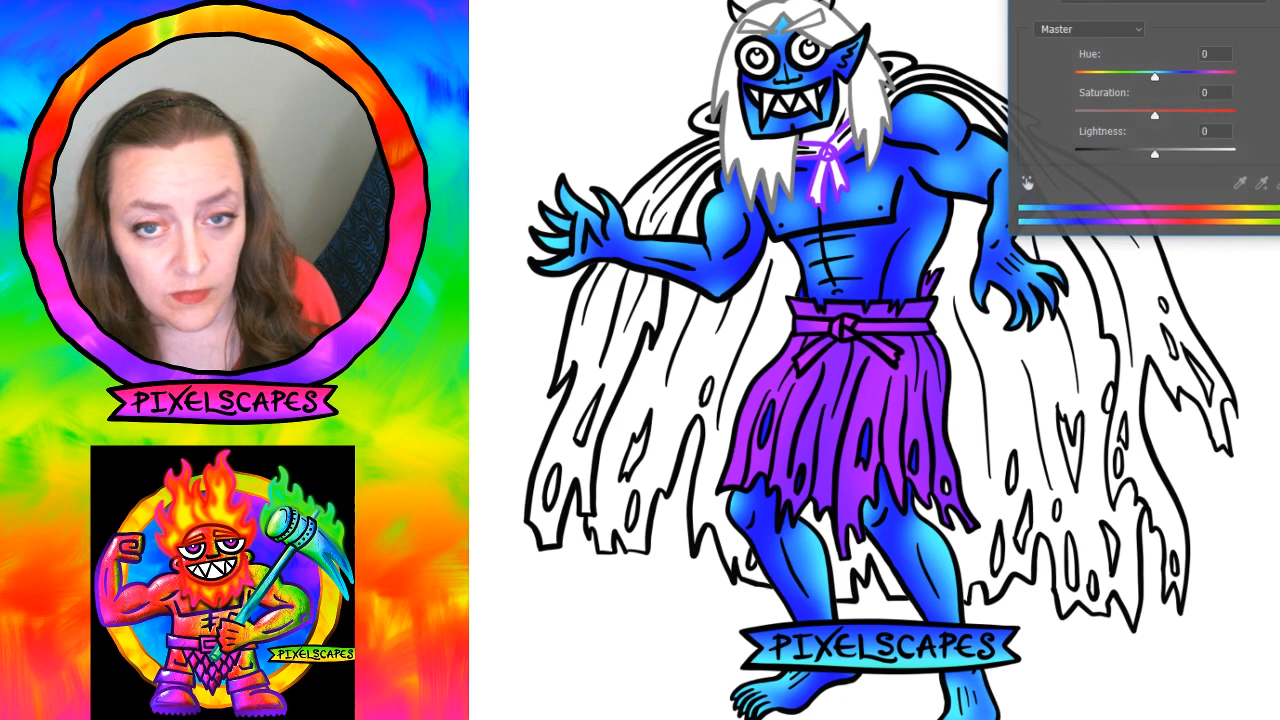 Master
Hue:
0
Saturation:
0
Lightness:
0
PIXELSCAPES
PIXELSCAPES
PIXELSCAPES